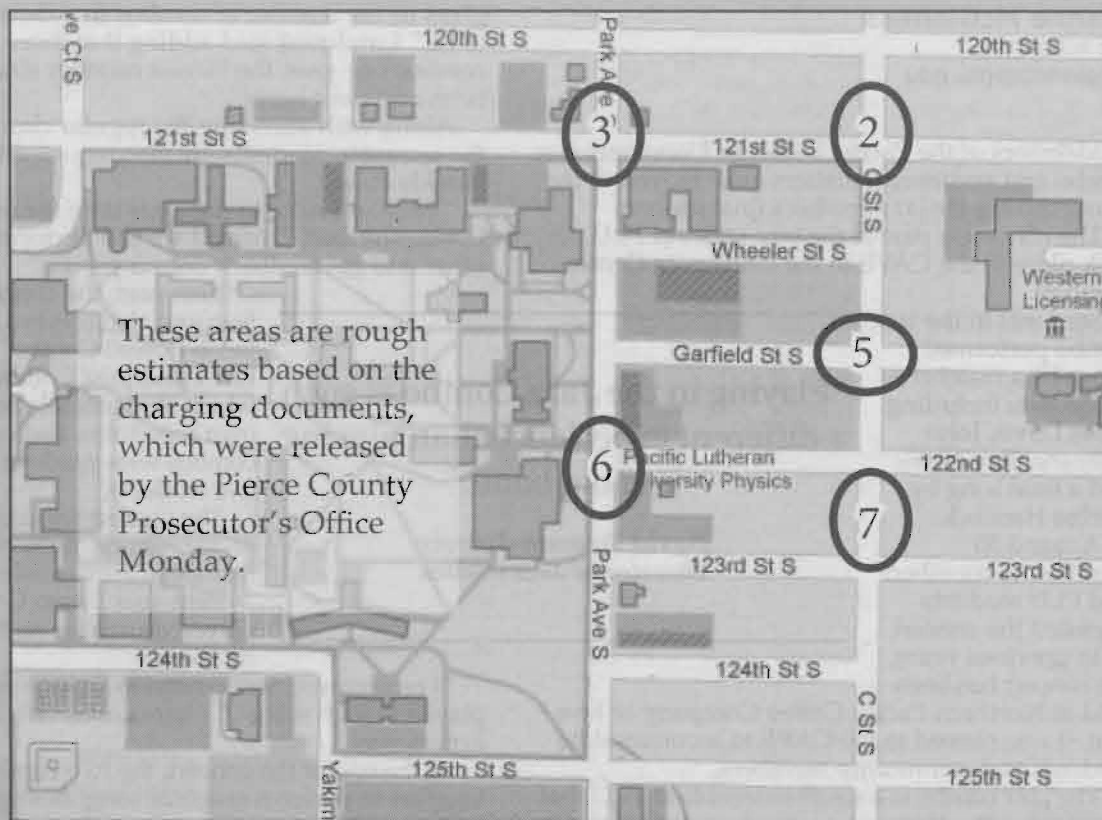 ve Ct S
120th St S
Park Ave S
120th St S
121st St S
3
121st St S
2
C St S
Wheeler St S
Western
Licensing
These areas are rough
estimates based on the
charging documents,
which were released
by the Pierce County
Prosecutor's Office
Monday.
Garfield St S
5
6
Pacific Lutheran
University Physics
122nd St S
7
Park Ave S
123rd St S
123rd St S
124th St S
124th St S
C St S
Yakim
125th St S
125th St S